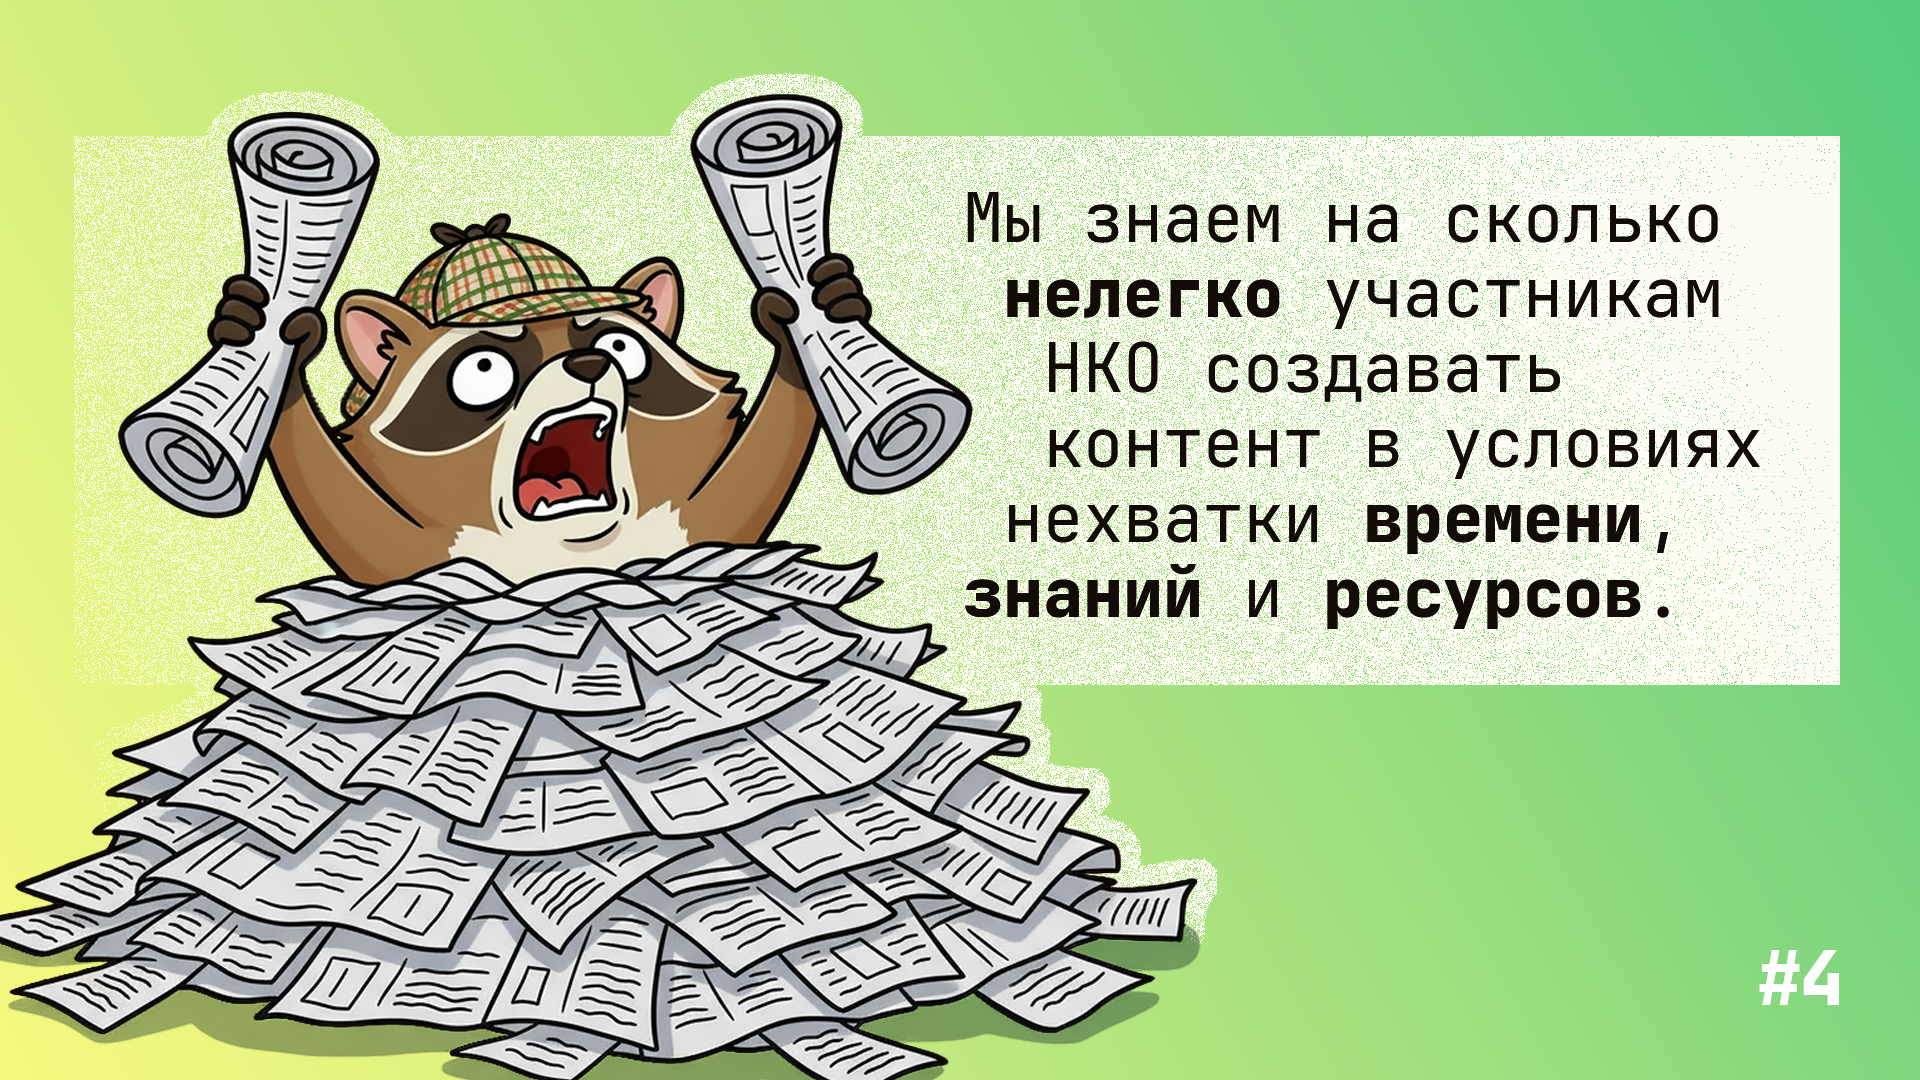 Мы знаем на сколько
нелегко участникам
НКО создавать
контент в условиях
нехватки времени,
знаний и ресурсов.
#4